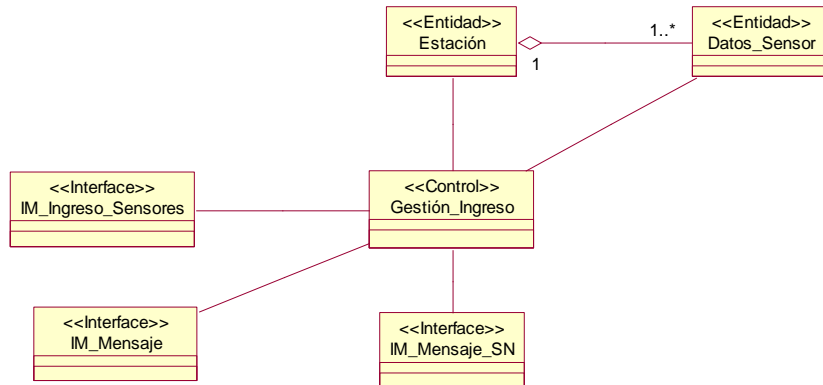 <<Entidad>>
Estación
1
1..*
<<Entidad>>
Datos_Sensor
<<Interface>>
IM_Ingreso_Sensores
<<Control>>
Gestión_Ingreso
<<Interface>>
IM_Mensaje
<<Interface>>
IM_Mensaje_SN